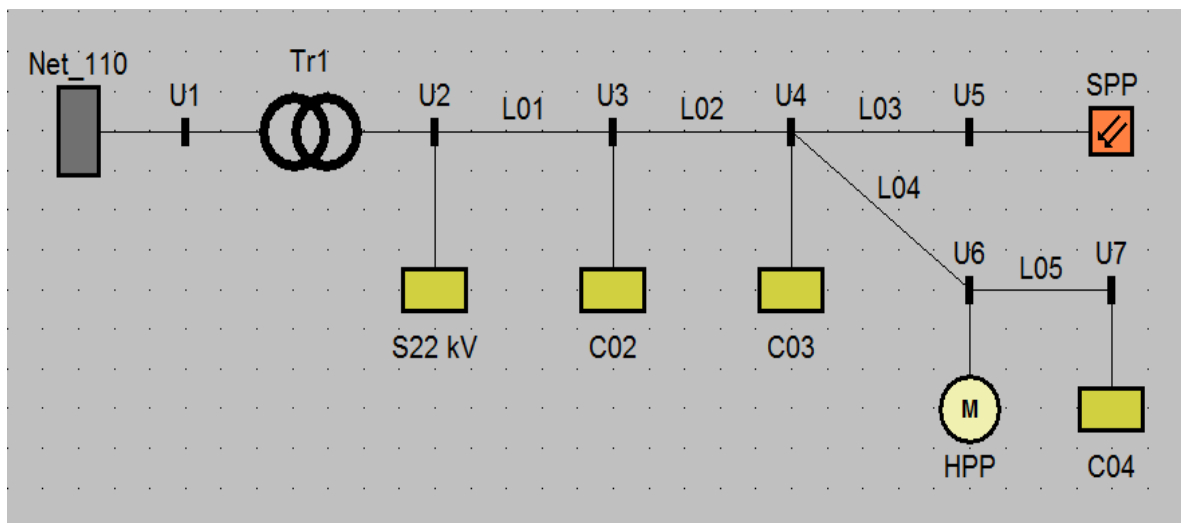 Net_110
U1
Tr1
U2
L01
U3
L02
U4
L03
U5
SPP
L04
U6
L05
U7
S22 kV
C02
C03
M
HPP
C04